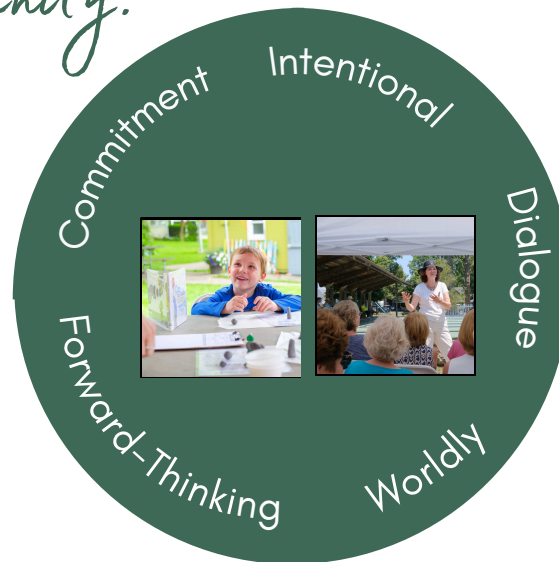 Intentional
Dialogue
Worldly
Forward-Thinking
Commitment